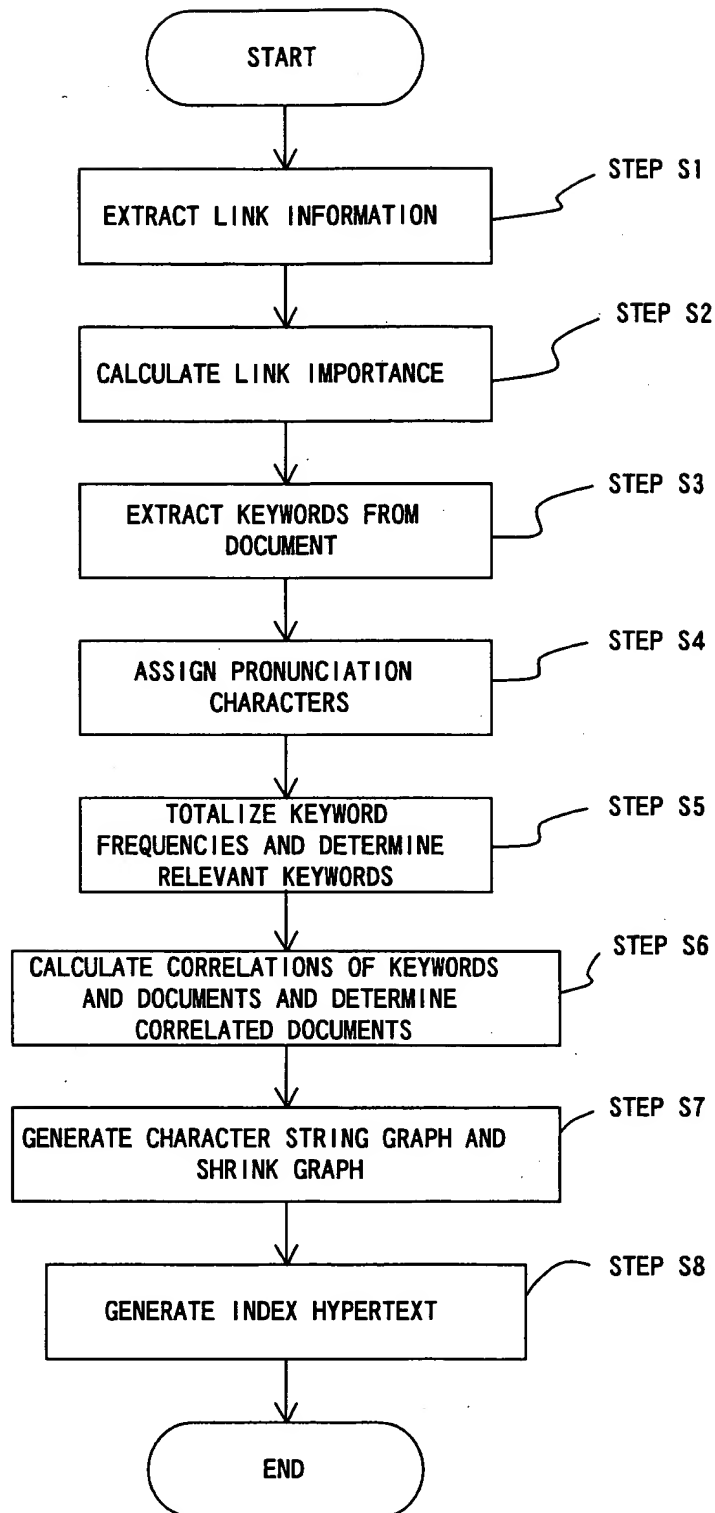 START
STEP S1
EXTRACT LINK INFORMATION
STEP S2
CALCULATE LINK IMPORTANCE
STEP S3
EXTRACT KEYWORDS FROM
DOCUMENT
STEP S4
ASSIGN PRONUNCIATION
CHARACTERS
STEP S5
TOTALIZE KEYWORD
FREQUENCIES AND DETERMINE
RELEVANT KEYWORDS
STEP S6
CALCULATE CORRELATIONS OF KEYWORDS
AND DOCUMENTS AND DETERMINE
CORRELATED DOCUMENTS
STEP S7
GENERATE CHARACTER STRING GRAPH AND
SHRINK GRAPH
STEP S8
GENERATE INDEX HYPERTEXT
END